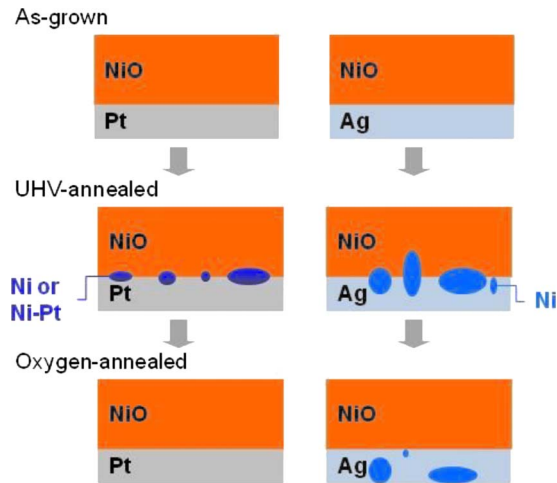 As-grown
NiO
NiO
Pt
Ag
UHV-annealed
NiO
NiO
Ni or
Ni-Pt
Pt
Ag
Ni
Oxygen-annealed
NiO
NiO
Pt
Ag